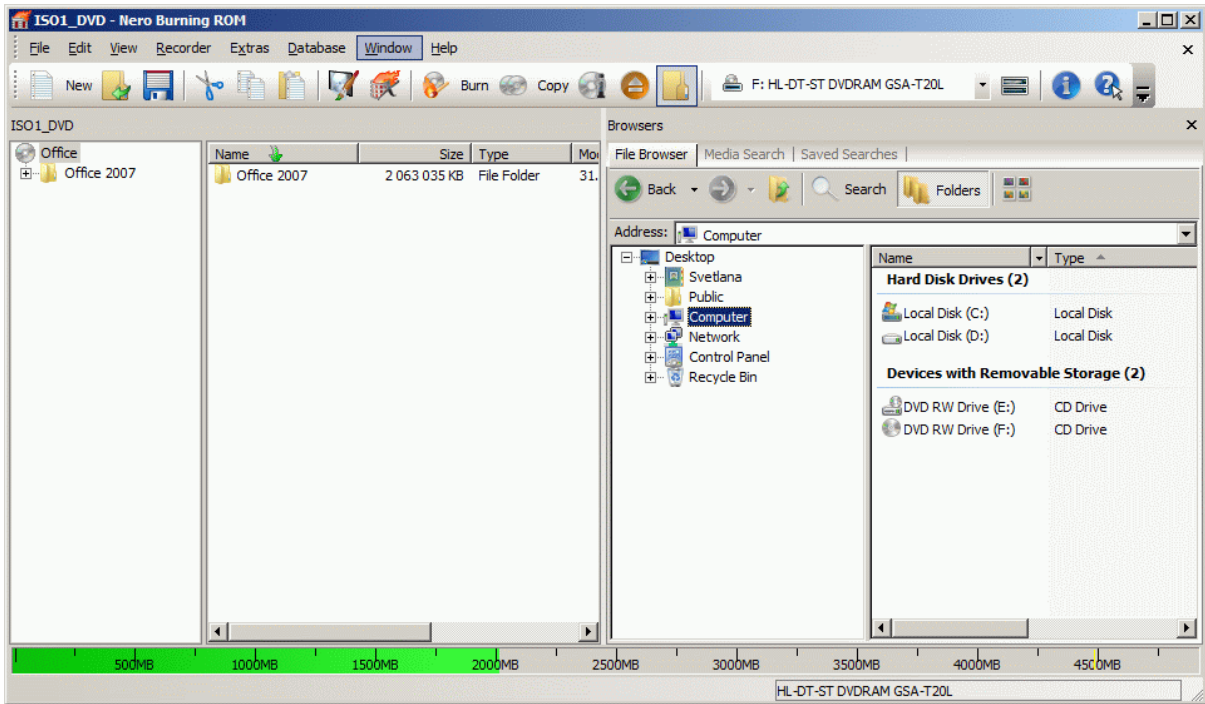 ISO1_DVD - Nero Burning ROM
File Edit View Recorder Extras Database Window Help
New Burn Copy F: HL-DT-ST DVDRAM GSA-T20L
ISO1_DVD
Office
Office 2007
Name Size Type Mo
Office 2007 2 063 035 KB File Folder 31.
Browsers
File Browser Media Search Saved Searches
Back Search Folders
Address: Computer
Desktop
Svetlana
Public
Computer
Network
Control Panel
Recycle Bin
Name Type
Hard Disk Drives (2)
Local Disk (C:) Local Disk
Local Disk (D:) Local Disk
Devices with Removable Storage (2)
DVD RW Drive (E:) CD Drive
DVD RW Drive (F:) CD Drive
500MB 1000MB 1500MB 2000MB 2500MB 3000MB 3500MB 4000MB 4500MB
HL-DT-ST DVDRAM GSA-T20L